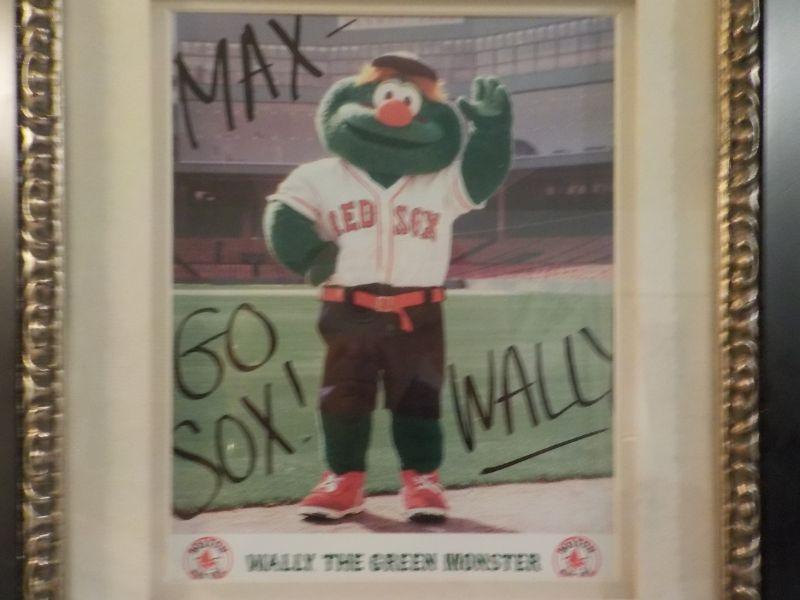 MAX-
RED SOX
GO
SOX!
WALLY
WALLY THE GREEN MONSTER